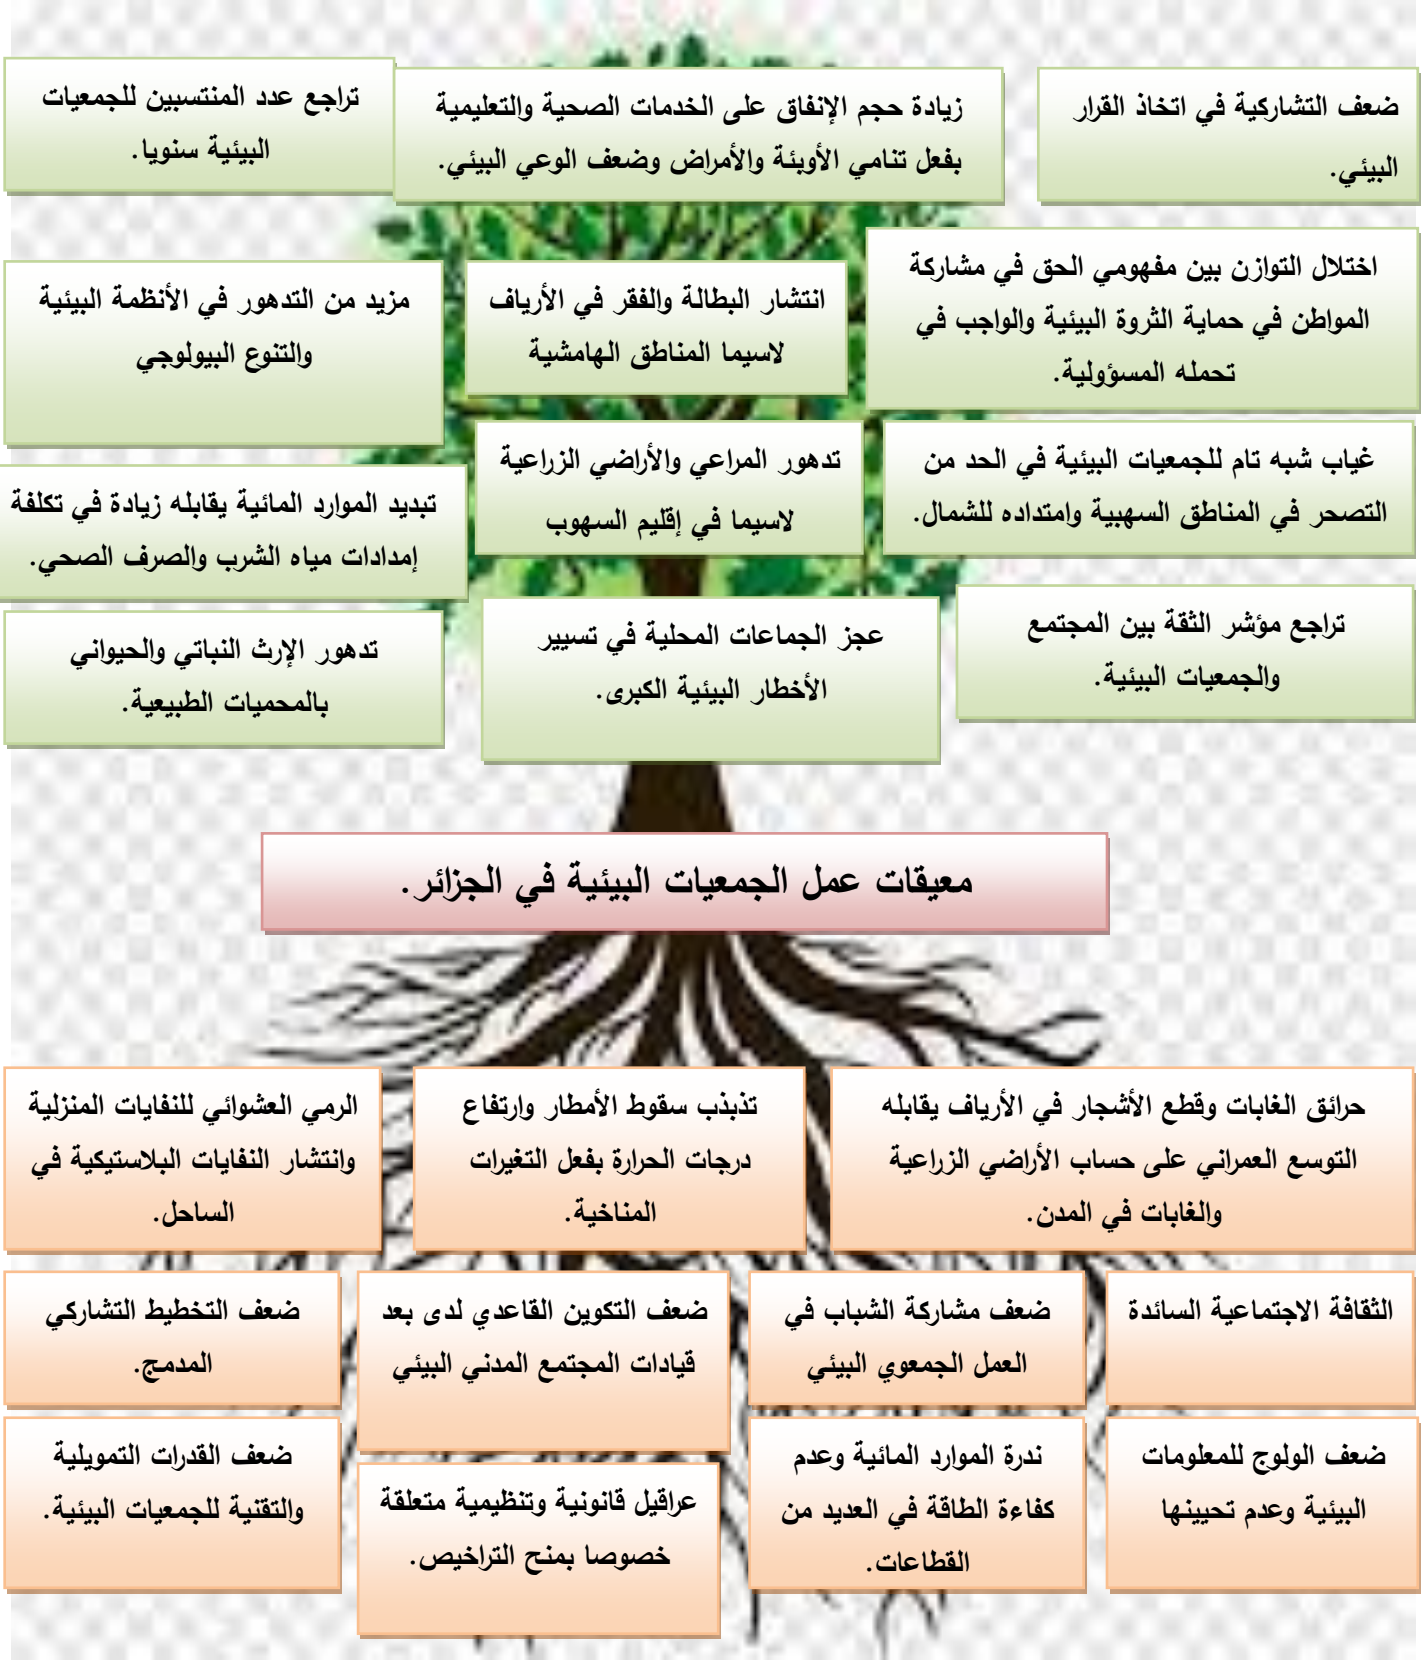 ضعف التشاركية في اتخاذ القرار
البيئي.
زيادة حجم الإنفاق على الخدمات الصحية والتعليمية
بفعل تنامي الأوبئة والأمراض وضعف الوعي البيئي.
تراجع عدد المنتسبين للجمعيات
البيئية سنويا.
اختلال التوازن بين مفهومي الحق في مشاركة
المواطن في حماية الثروة البيئية والواجب في
تحمله المسؤولية.
انتشار البطالة والفقر في الأرياف
لاسيما المناطق الهامشية
مزيد من التدهور في الأنظمة البيئية
والتنوع البيولوجي
غياب شبه تام للجمعيات البيئية في الحد من
التصحر في المناطق السهبية وامتداده للشمال.
تدهور المراعي والأراضي الزراعية
لاسيما في إقليم السهوب
تبديد الموارد المائية يقابله زيادة في تكلفة
إمدادات مياه الشرب والصرف الصحي.
تراجع مؤشر الثقة بين المجتمع
والجمعيات البيئية.
عجز الجماعات المحلية في تسيير
الأخطار البيئية الكبرى.
تدهور الإرث النباتي والحيواني
بالمحميات الطبيعية.
معيقات عمل الجمعيات البيئية في الجزائر.
حرائق الغابات وقطع الأشجار في الأرياف يقابله
التوسع العمراني على حساب الأراضي الزراعية
والغابات في المدن.
تذبذب سقوط الأمطار وارتفاع
درجات الحرارة بفعل التغيرات
المناخية.
الرمي العشوائي للنفايات المنزلية
وانتشار النفايات البلاستيكية في
الساحل.
الثقافة الاجتماعية السائدة
ضعف مشاركة الشباب في
العمل الجمعوي البيئي
ضعف التكوين القاعدي لدى بعد
قيادات المجتمع المدني البيئي
ضعف التخطيط التشاركي
المدمج.
ضعف الولوج للمعلومات
البيئية وعدم تحيينها
ندرة الموارد المائية وعدم
كفاءة الطاقة في العديد من
القطاعات.
عراقيل قانونية وتنظيمية متعلقة
خصوصا بمنح التراخيص.
ضعف القدرات التمويلية
والتقنية للجمعيات البيئية.